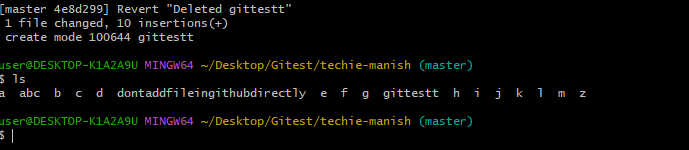 [master 4e8d299] Revert "Deleted gittestt"
1 file changed, 10 insertions(+)
create mode 100644 gittestt
user@DESKTOP-K1A2A9U MINGW64 ~/Desktop/Gitest/techie-manish (master)
$ ls
a abc b c d dontaddfileingithubdirectly e f g gittestt h i j k l m z
user@DESKTOP-K1A2A9U MINGW64 ~/Desktop/Gitest/techie-manish (master)
$